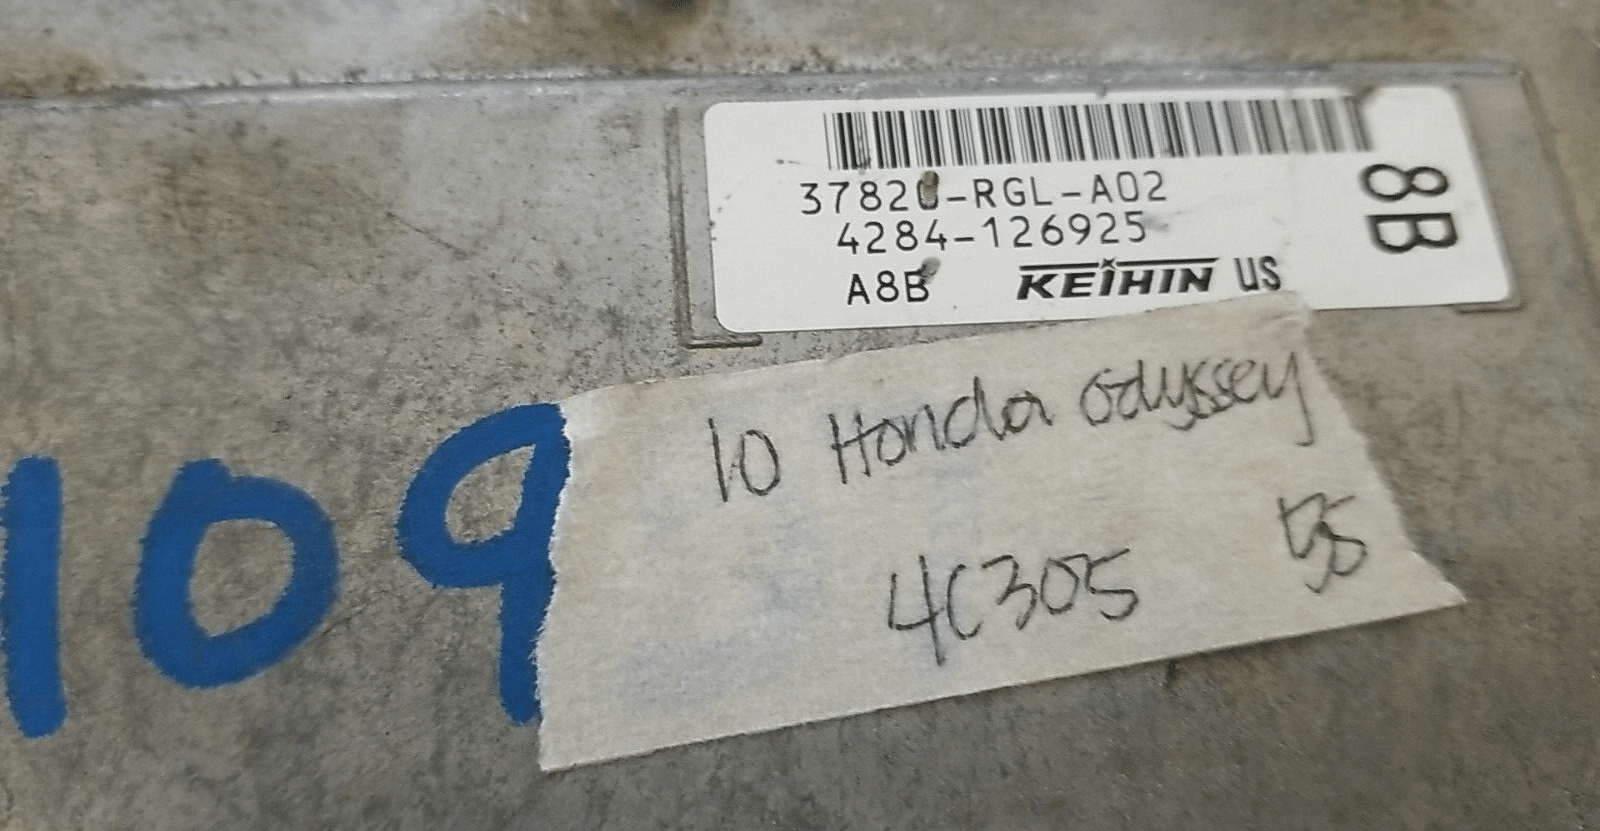 37820-RGL-A02
4284-126925
A8B KEIHIN US
8B
10 Honda Odyssey
4C305
109